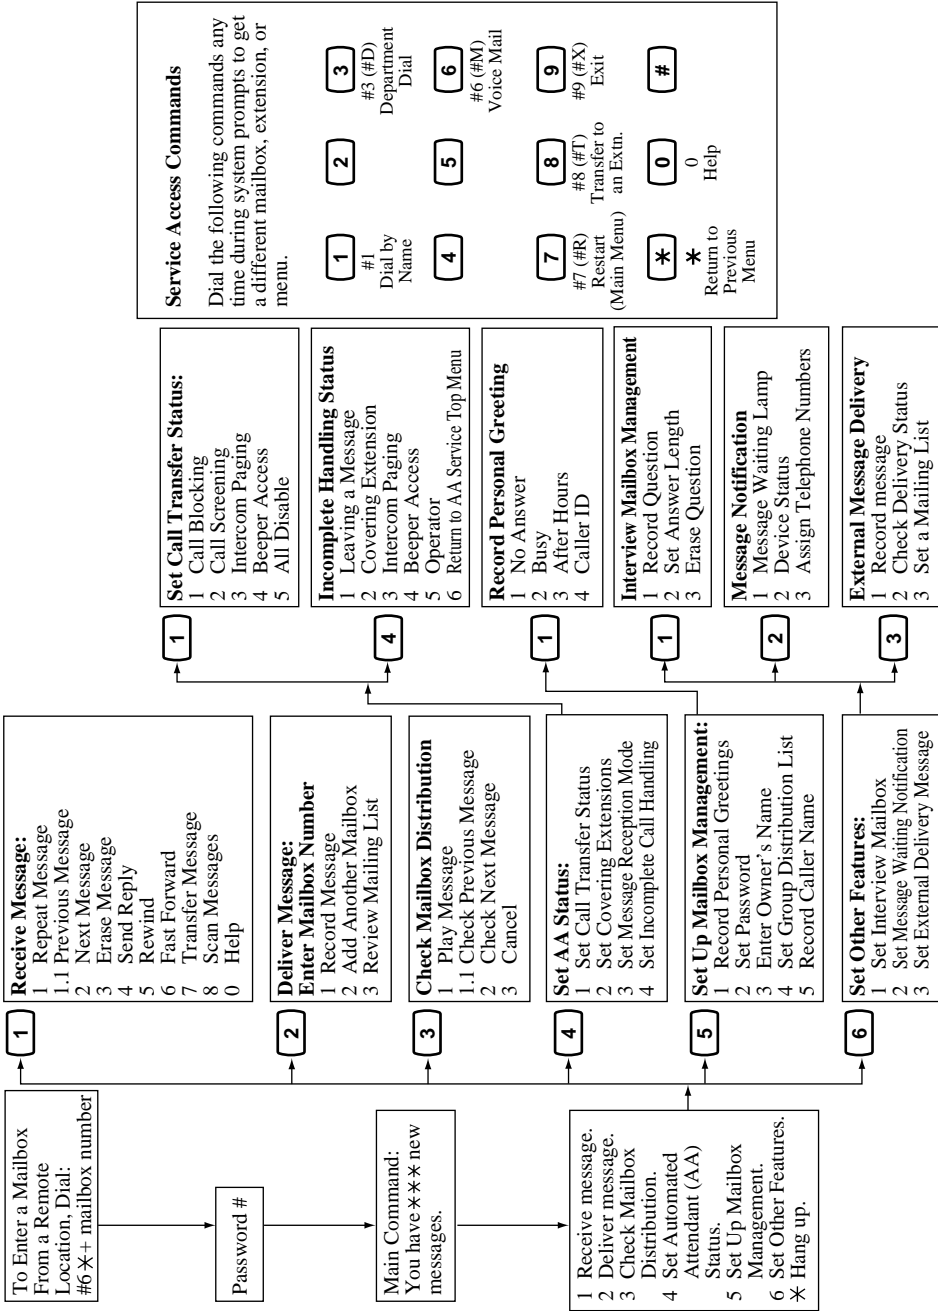 To Enter a Mailbox
From a Remote
Location, Dial:
#6 ✳+ mailbox number
Password #
Main Command:
You have ✳✳✳ new
messages.
1 Receive message.
2 Deliver message.
3 Check Mailbox
Distribution.
4 Set Automated
Attendant (AA)
Status.
5 Set Up Mailbox
Management.
6 Set Other Features.
✳ Hang up.
1
Receive Message:
1 Repeat Message
1.1 Previous Message
2 Next Message
3 Erase Message
4 Send Reply
5 Rewind
6 Fast Forward
7 Transfer Message
8 Scan Messages
0 Help
2
Deliver Message:
Enter Mailbox Number
1 Record Message
2 Add Another Mailbox
3 Review Mailing List
3
Check Mailbox Distribution
1 Play Message
1.1 Check Previous Message
2 Check Next Message
3 Cancel
4
Set AA Status:
1 Set Call Transfer Status
2 Set Covering Extensions
3 Set Message Reception Mode
4 Set Incomplete Call Handling
5
Set Up Mailbox Management:
1 Record Personal Greetings
2 Set Password
3 Enter Owner's Name
4 Set Group Distribution List
5 Record Caller Name
6
Set Other Features:
1 Set Interview Mailbox
2 Set Message Waiting Notification
3 Set External Delivery Message
1
Set Call Transfer Status:
1 Call Blocking
2 Call Screening
3 Intercom Paging
4 Beeper Access
5 All Disable
4
Incomplete Handling Status
1 Leaving a Message
2 Covering Extension
3 Intercom Paging
4 Beeper Access
5 Operator
6 Return to AA Service Top Menu
1
Record Personal Greeting
1 No Answer
2 Busy
3 After Hours
4 Caller ID
1
Interview Mailbox Management
1 Record Question
2 Set Answer Length
3 Erase Question
2
Message Notification
1 Message Waiting Lamp
2 Device Status
3 Assign Telephone Numbers
3
External Message Delivery
1 Record message
2 Check Delivery Status
3 Set a Mailing List
Service Access Commands
Dial the following commands any
time during system prompts to get
a different mailbox, extension, or
menu.
1 2 3
#1 #3 (#D)
Dial by Department
Name Dial
4 5 6
#6 (#M)
Voice Mail
7 8 9
#7 (#R) #8 (#T) #9 (#X)
Restart Transfer to Exit
(Main Menu) an Extn.
✳ 0 #
✳ 0
Return to Help
Previous
Menu